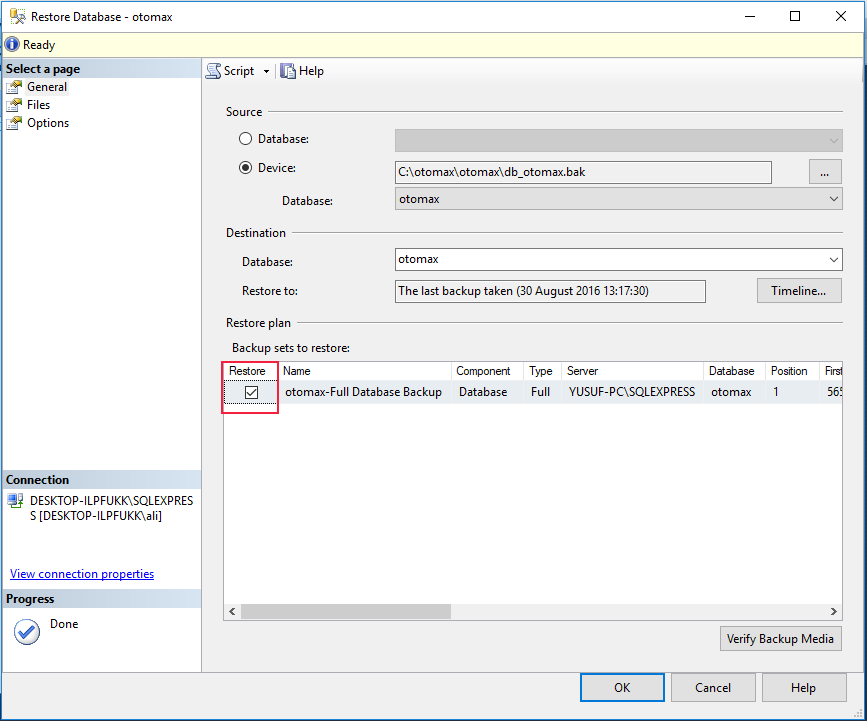 Restore Database - otomax
Ready
Select a page
General
Files
Options
Script
Help
Source
Database:
Device:
C:\otomax\otomax\db_otomax.bak
...
Database:
otomax
Destination
Database:
otomax
Restore to:
The last backup taken (30 August 2016 13:17:30)
Timeline...
Restore plan
Backup sets to restore:
Restore Name Component Type Server Database Position First
otomax-Full Database Backup Database Full YUSUF-PC\SQLEXPRESS otomax 1 565
Connection
DESKTOP-ILPFUKK\SQLEXPRES
S [DESKTOP-ILPFUKK\ali]
View connection properties
Progress
Done
Verify Backup Media
OK
Cancel
Help